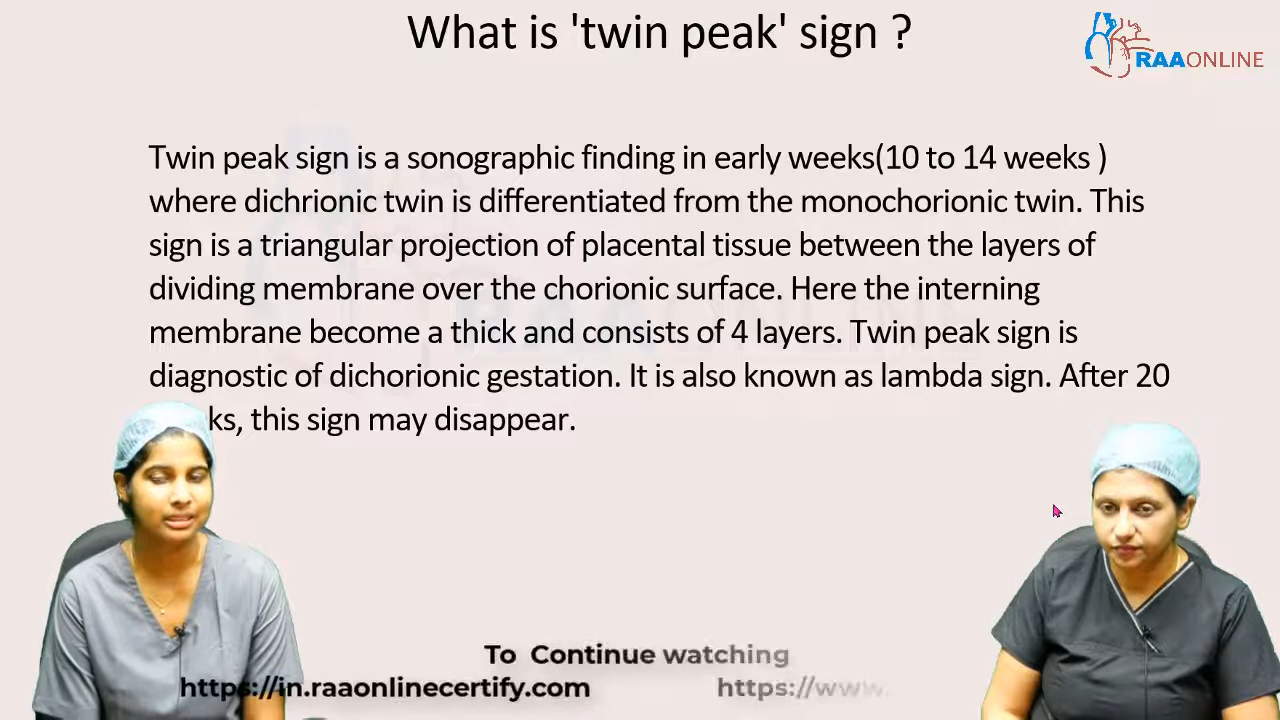 What is 'twin peak' sign ?
RAAONLINE
Twin peak sign is a sonographic finding in early weeks(10 to 14 weeks )
where dichrionic twin is differentiated from the monochorionic twin. This
sign is a triangular projection of placental tissue between the layers of
dividing membrane over the chorionic surface. Here the interning
membrane become a thick and consists of 4 layers. Twin peak sign is
diagnostic of dichorionic gestation. It is also known as lambda sign. After 20
ks, this sign may disappear.
To Continue watching
https://in.raaonlinecertify.com https://www.